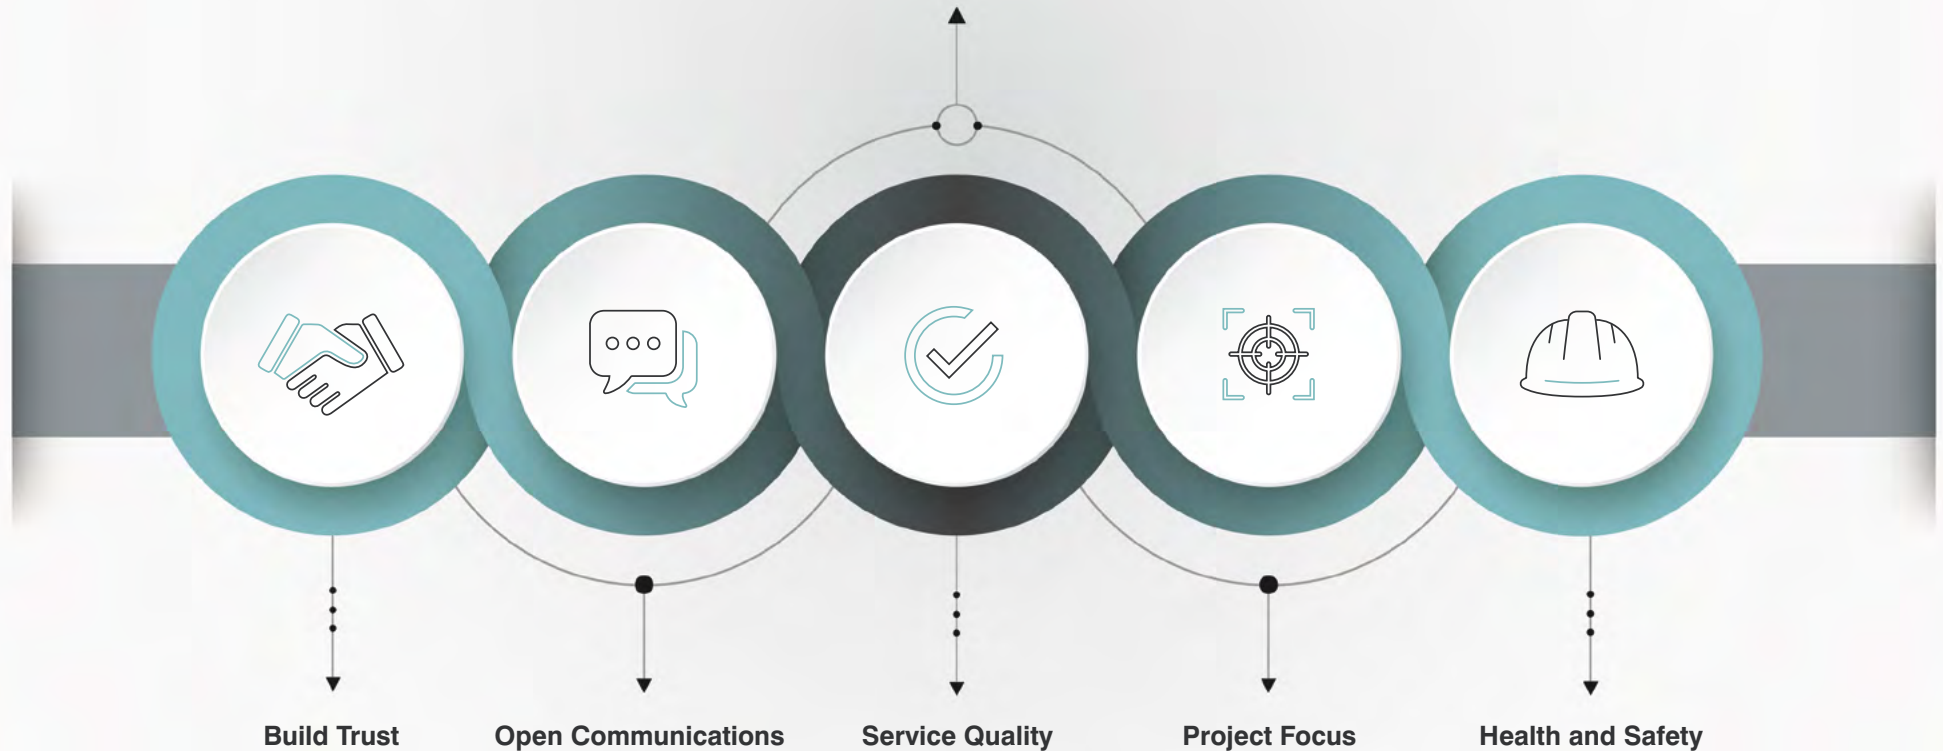 Build Trust
Open Communications
Service Quality
Project Focus
Health and Safety